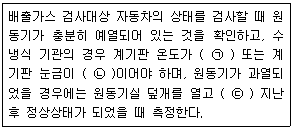 배출가스 검사대상 자동차의 상태를 검사할 때 원
동기가 충분히 예열되어 있는 것을 확인하고, 수
냉식 기관의 경우 계기판 온도가 ( ㉠ ) 또는 계
기판 눈금이 ( ㉡ )이어야 하며, 원동기가 과열되
었을 경우에는 원동기실 덮개를 열고 ( ㉢ ) 지난
후 정상상태가 되었을 때 측정한다.